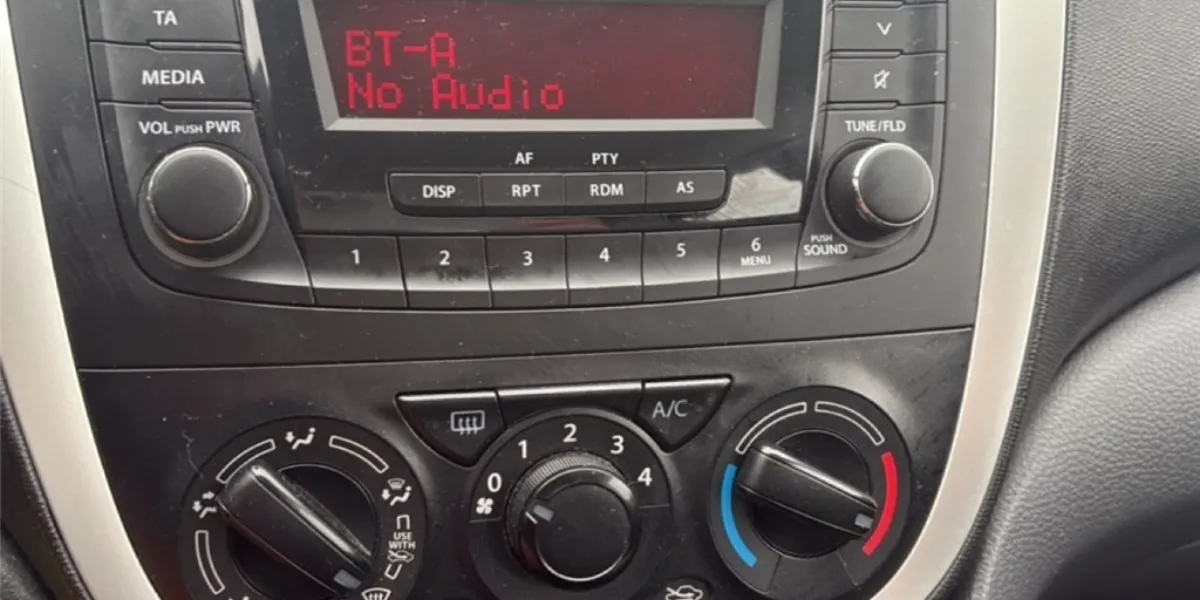 TA
BT-A
No Audio
MEDIA
VOL PUSH PWR
TUNE/FLD
AF PTY
DISP RPT RDM AS
1 2 3 4 5 6
MENU
PUSH
SOUND
A/C
0 1 2 3 4
USE
WITH